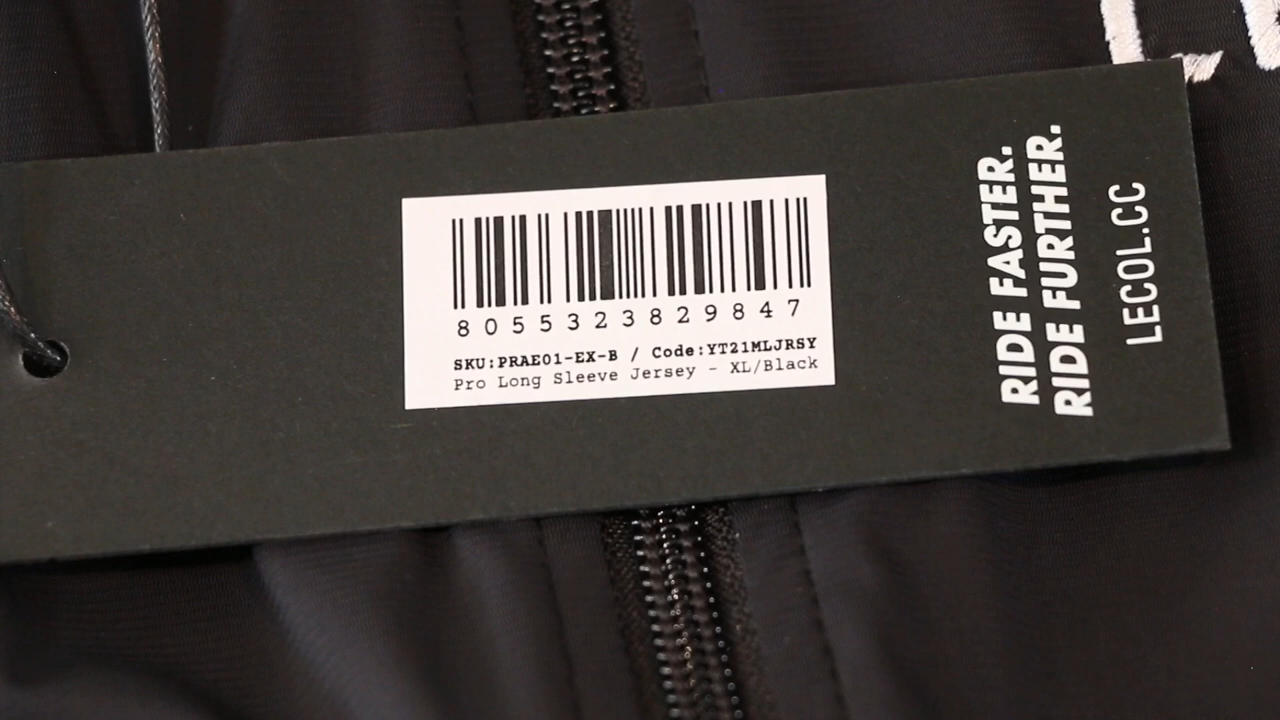 8055323829847
SKU:PRAE01-EX-B / Code:YT21MLJRSY
Pro Long Sleeve Jersey - XL/Black
RIDE FASTER.
RIDE FURTHER.
LECOL.CC